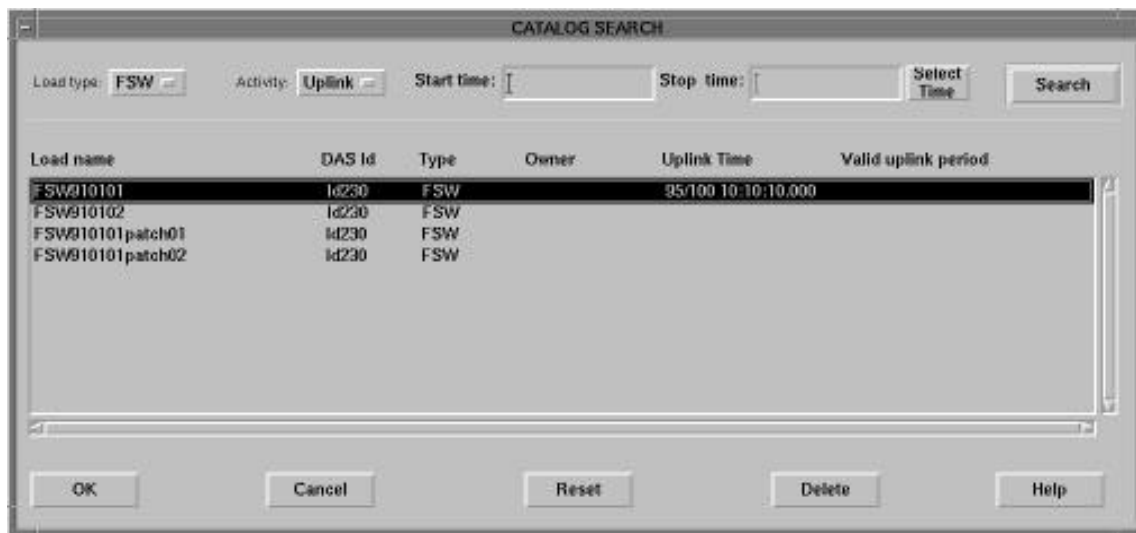 CATALOG SEARCH
Load type: FSW Activity: Uplink Start time: Stop time: Select Time Search
Load name DAS Id Type Owner Uplink Time Valid uplink period
FSW910101 Id230 FSW 95/100 10:10:10.000
FSW910102 Id230 FSW
FSW910101patch01 Id230 FSW
FSW910101patch02 Id230 FSW
OK Cancel Reset Delete Help